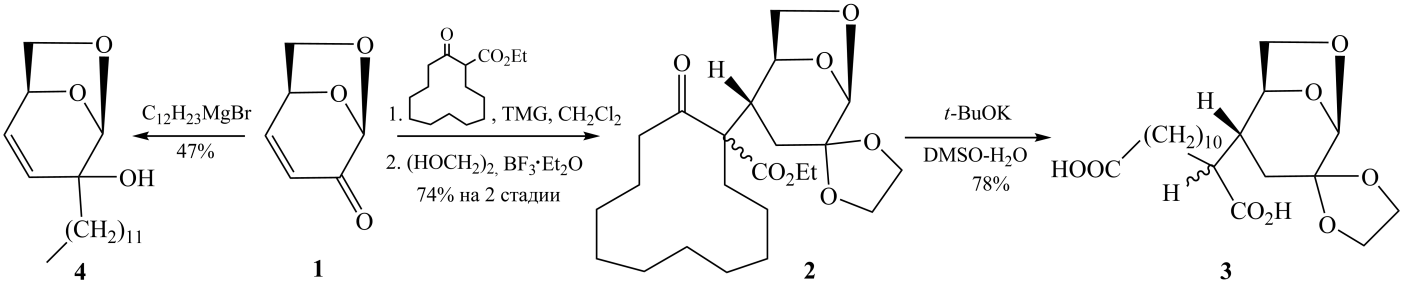 O
O
HOOC
OH
(CH₂)₁₁
4
C₁₂H₂₃MgBr
47%
O
O
O
1
O
CO₂Et
1. , TMG, CH₂Cl₂
2. (HOCH₂)₂, BF₃·Et₂O
74% на 2 стадии
O
H
O
O
CO₂Et
O
O
2
t-BuOK
DMSO-H₂O
78%
O
H
O
(CH₂)₁₀
HOOC
H
CO₂H
O
O
3